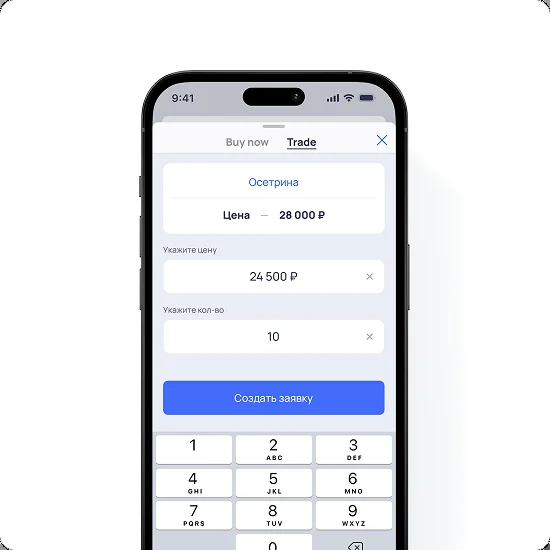 9:41
Buy now Trade
Осетрина
Цена — 28 000 ₽
Укажите цену
24 500 ₽ ×
Укажите кол-во
10 ×
Создать заявку
1 2 3
ABC DEF
4 5 6
GHI JKL MNO
7 8 9
PQRS TUV WXYZ
0